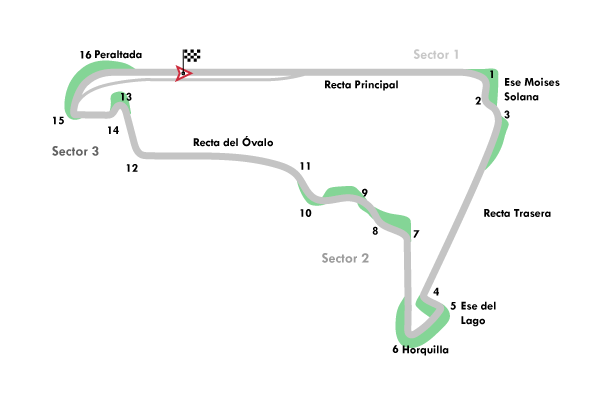 Sector 1
16 Peraltada
Recta Principal
1
Ese Moises
Solana
2
3
13
15
14
Sector 3
Recta del Óvalo
12
11
9
10
8
7
Recta Trasera
Sector 2
4
5 Ese del
Lago
6 Horquilla